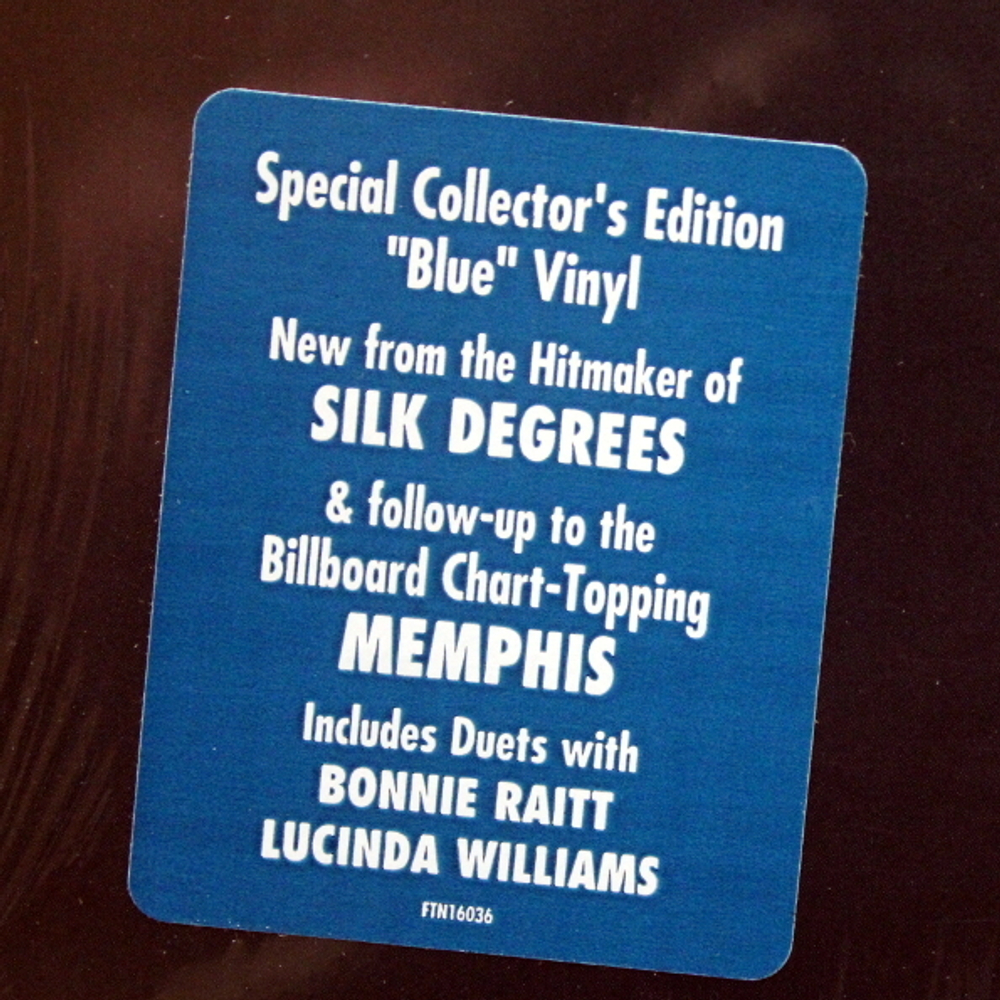 Special Collector's Edition
"Blue" Vinyl
New from the Hitmaker of
SILK DEGREES
& follow-up to the
Billboard Chart-Topping
MEMPHIS
Includes Duets with
BONNIE RAITT
LUCINDA WILLIAMS
FTN16036